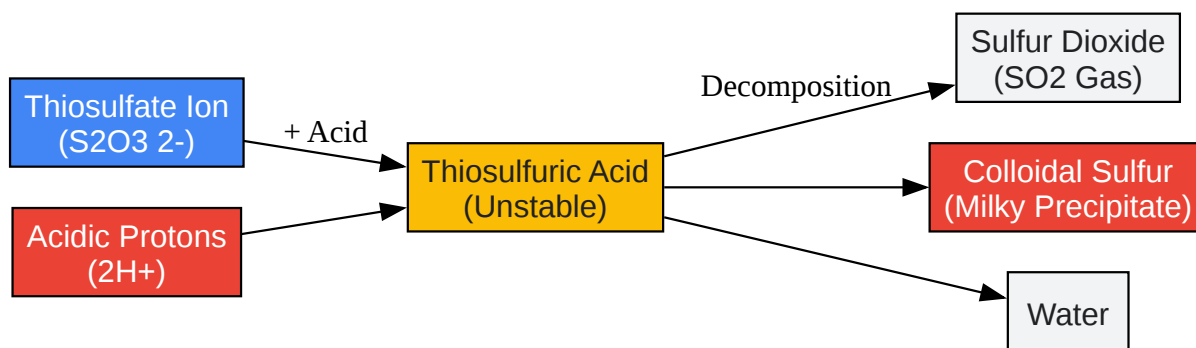 Thiosulfate Ion
(S2O3 2-)
+ Acid
Acidic Protons
(2H+)
Thiosulfuric Acid
(Unstable)
Decomposition
Sulfur Dioxide
(SO2 Gas)
Colloidal Sulfur
(Milky Precipitate)
Water